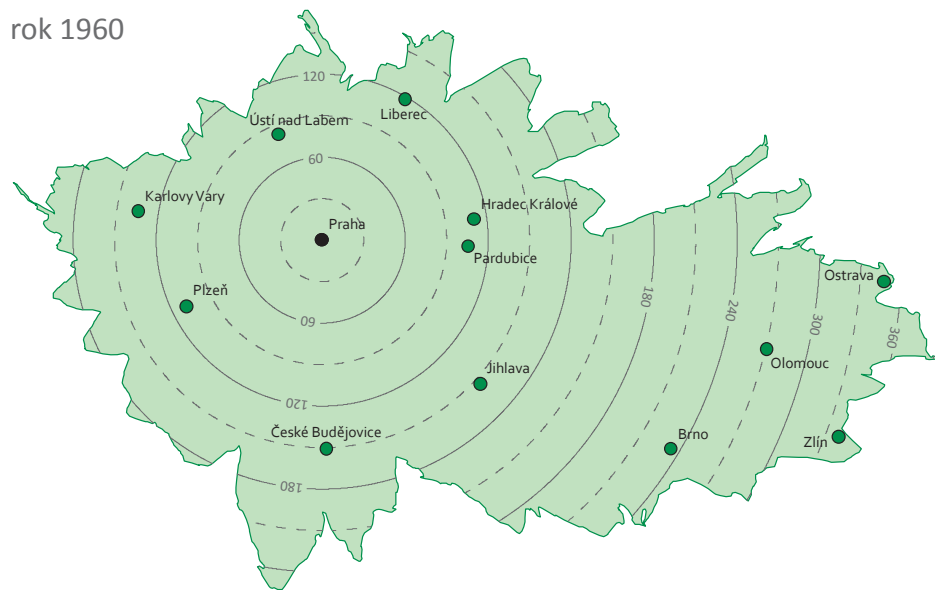 rok 1960
120
Liberec
Ústí nad Labem
60
Karlovy Vary
Hradec Králové
Praha
Pardubice
Ostrava
Plzeň
180
240
300
60
360
Olomouc
Jihlava
120
České Budějovice
Brno
Zlín
180